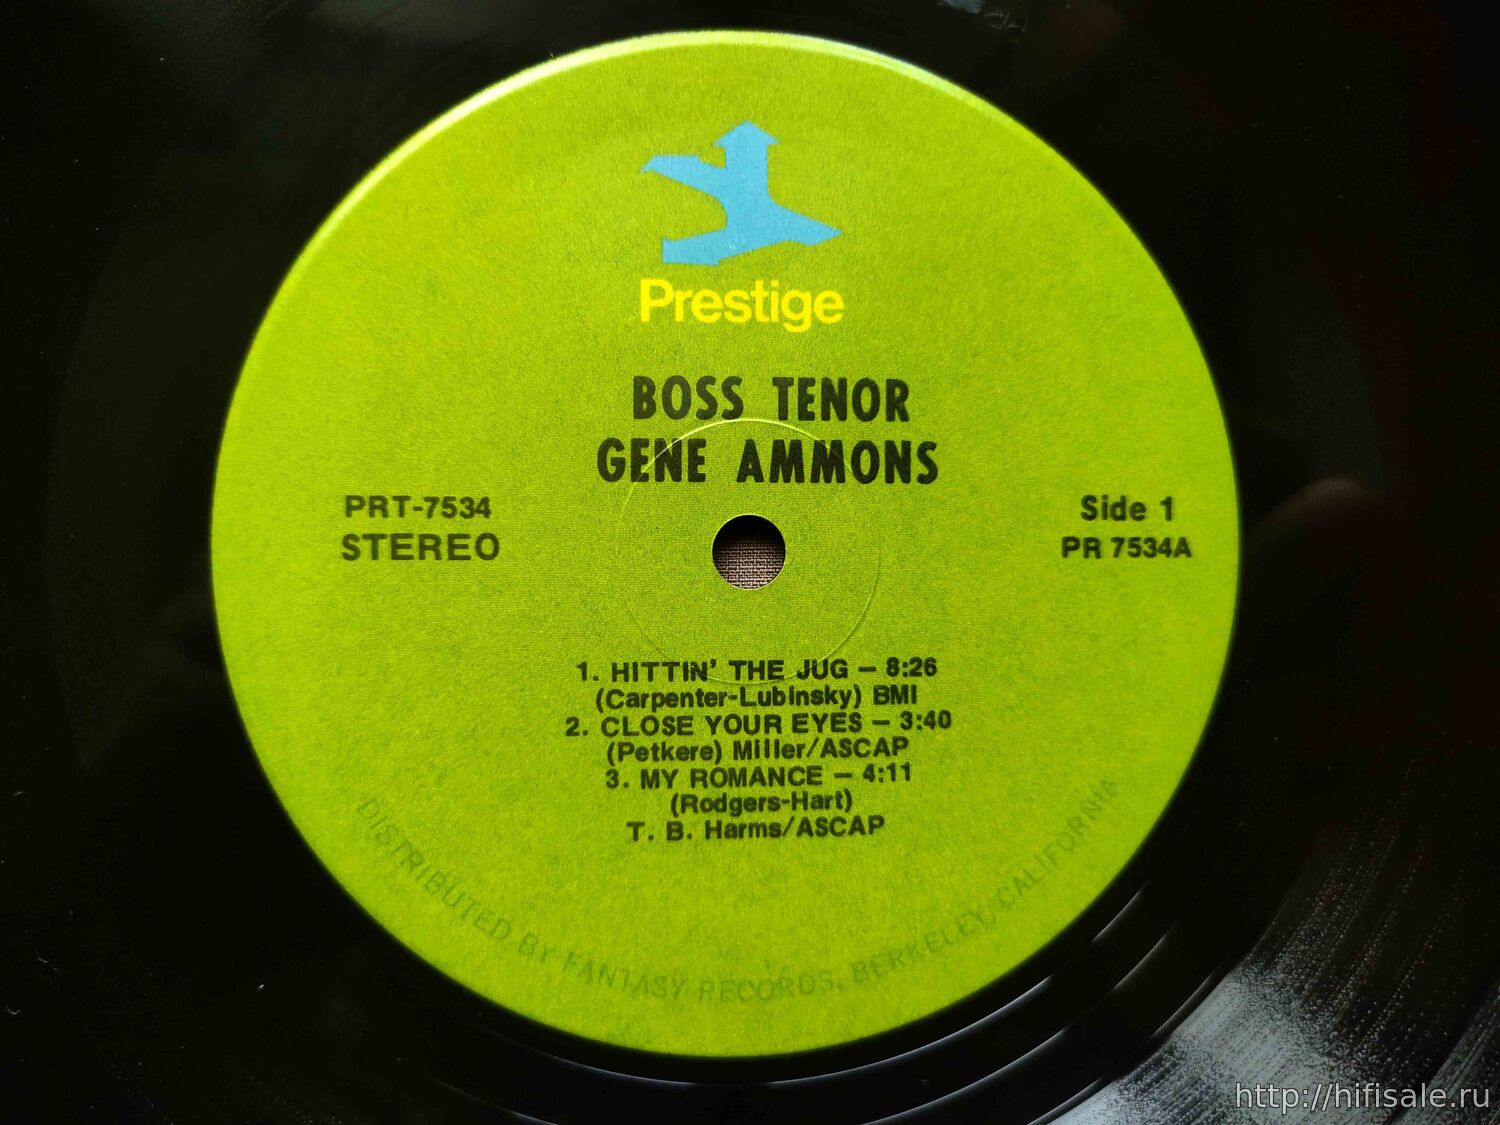 Prestige
BOSS TENOR
GENE AMMONS
PRT-7534
STEREO
Side 1
PR 7534A
1. HITTIN' THE JUG – 8:26
(Carpenter-Lubinsky) BMI
2. CLOSE YOUR EYES – 3:40
(Petkere) Miller/ASCAP
3. MY ROMANCE – 4:11
(Rodgers-Hart)
T. B. Harms/ASCAP
DISTRIBUTED BY FANTASY RECORDS, BERKELEY, CALIFORNIA
http://hifisale.ru